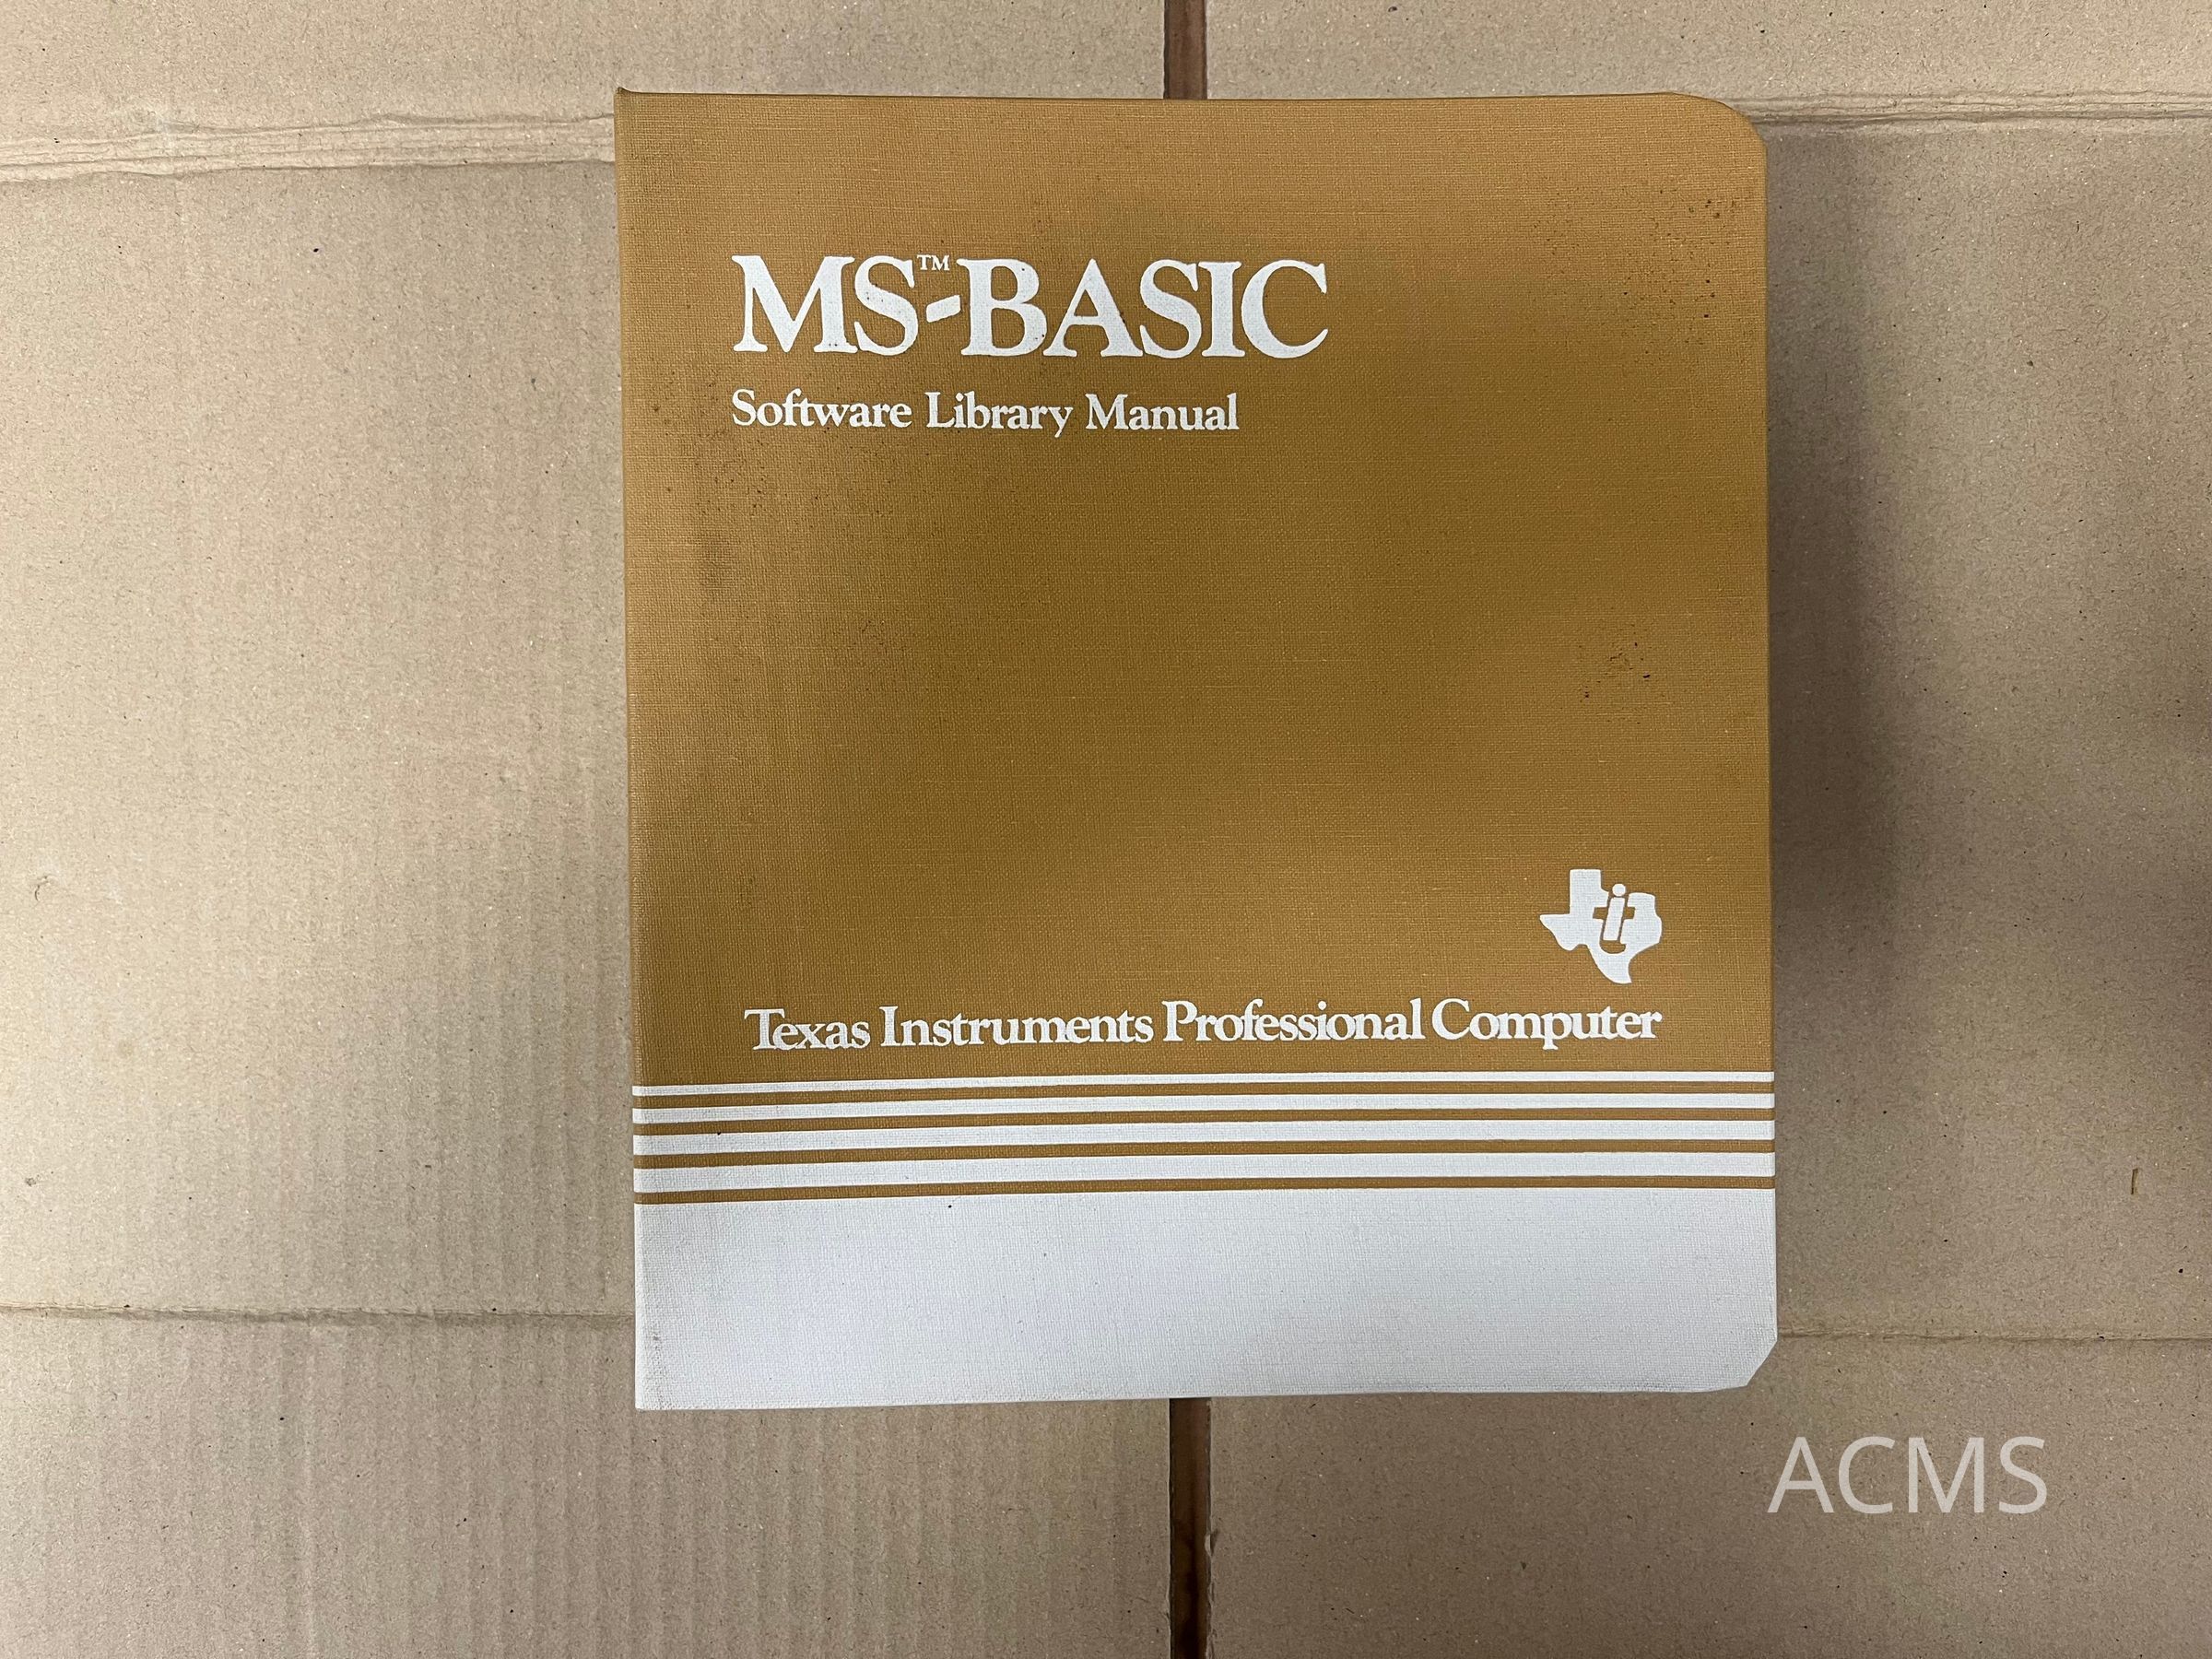 MS™-BASIC
Software Library Manual
Texas Instruments Professional Computer
ACMS